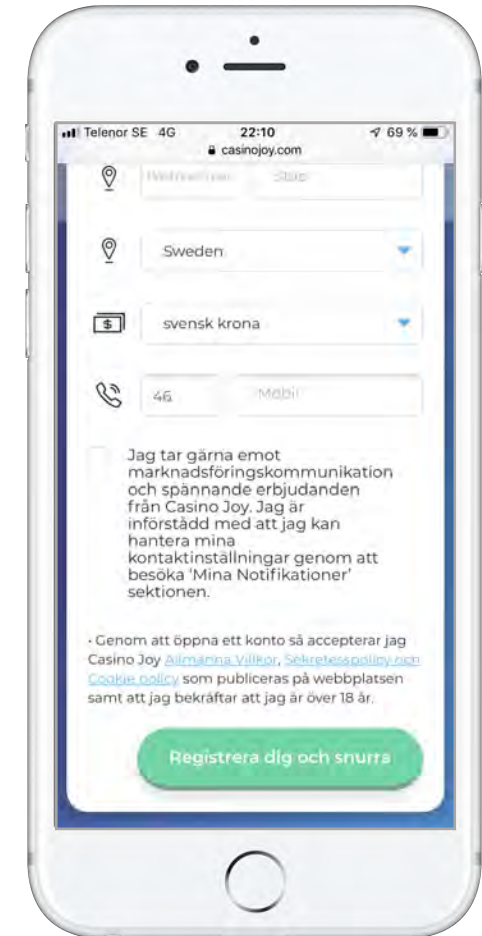 Telenor SE 4G 22:10 69 %
casinojoy.com
Stad
Sweden
svensk krona
46 Mobil
Jag tar gärna emot
marknadsföringskommunikation
och spännande erbjudanden
från Casino Joy. Jag är
införstådd med att jag kan
hantera mina
kontaktinställningar genom att
besöka ‘Mina Notifikationer’
sektionen.
• Genom att öppna ett konto så accepterar jag
Casino Joy Allmänna Villkor, Sekretesspolicy och
Cookie policy som publiceras på webbplatsen
samt att jag bekräftar att jag är över 18 år.
Registrera dig och snurra